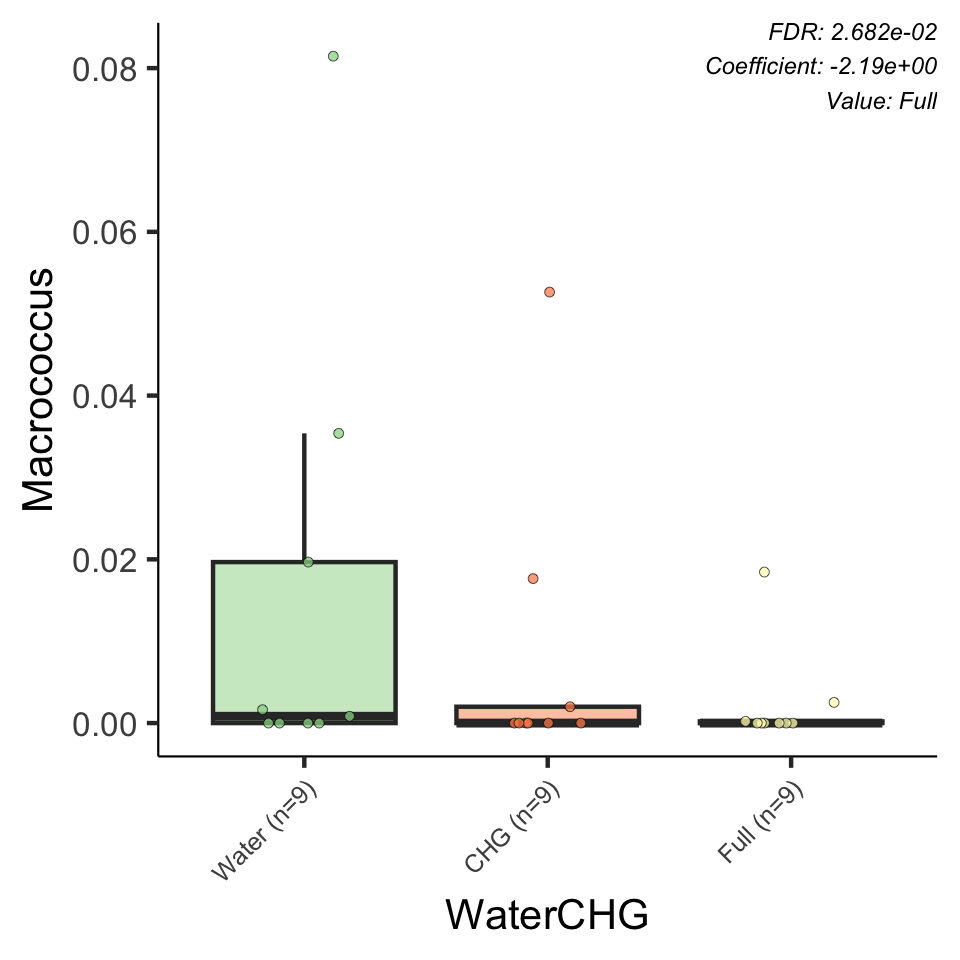 FDR: 2.682e-02
Coefficient: -2.19e+00
Value: Full
Macrococcus
0.08
0.06
0.04
0.02
0.00
Water (n=9)
CHG (n=9)
Full (n=9)
WaterCHG